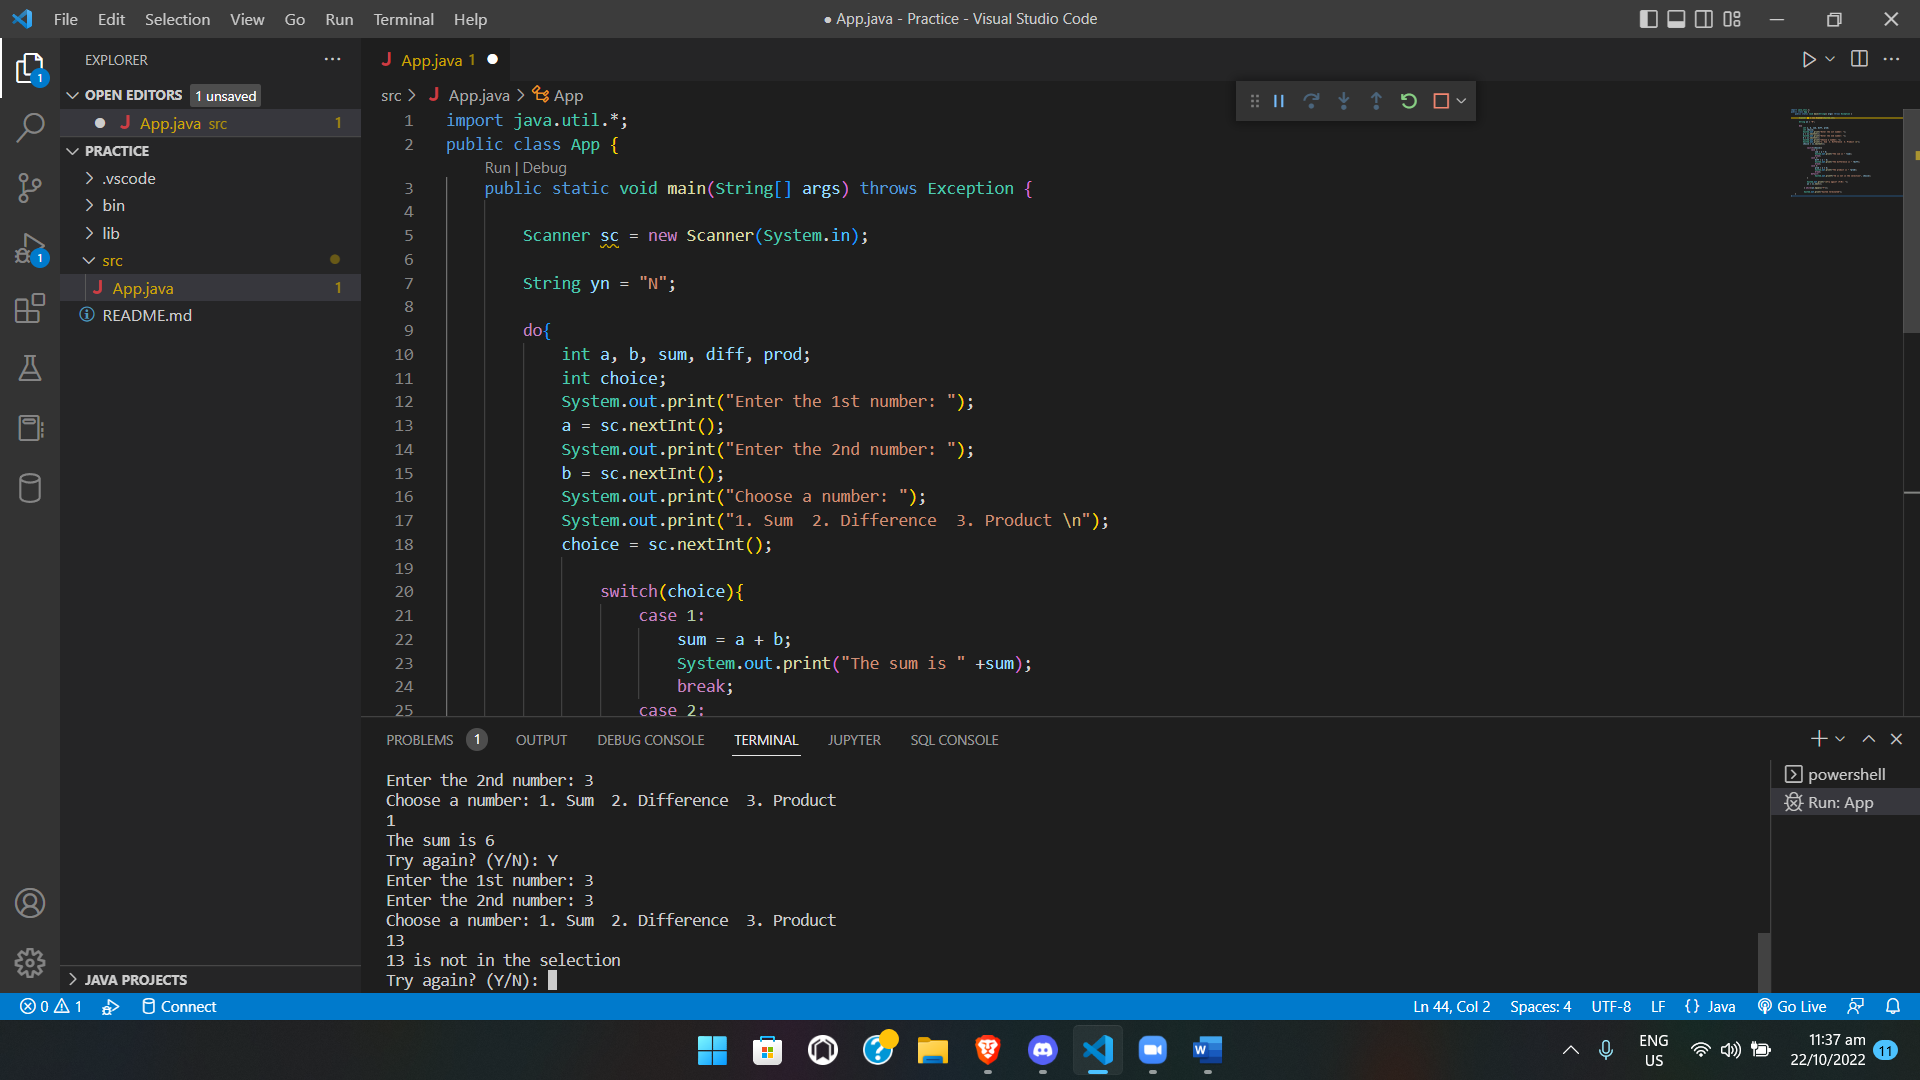 File Edit Selection View Go Run Terminal Help
● App.java - Practice - Visual Studio Code
EXPLORER
OPEN EDITORS 1 unsaved
App.java src 1
PRACTICE
.vscode
bin
lib
src
App.java 1
README.md
JAVA PROJECTS
App.java 1
src > App.java > App
1 import java.util.*;
2 public class App {
Run | Debug
3 public static void main(String[] args) throws Exception {
4
5 Scanner sc = new Scanner(System.in);
6
7 String yn = "N";
8
9 do{
10 int a, b, sum, diff, prod;
11 int choice;
12 System.out.print("Enter the 1st number: ");
13 a = sc.nextInt();
14 System.out.print("Enter the 2nd number: ");
15 b = sc.nextInt();
16 System.out.print("Choose a number: ");
17 System.out.print("1. Sum  2. Difference  3. Product \n");
18 choice = sc.nextInt();
19
20 switch(choice){
21 case 1:
22 sum = a + b;
23 System.out.print("The sum is " +sum);
24 break;
25 case 2:
PROBLEMS 1 OUTPUT DEBUG CONSOLE TERMINAL JUPYTER SQL CONSOLE
Enter the 2nd number: 3
Choose a number: 1. Sum  2. Difference  3. Product
1
The sum is 6
Try again? (Y/N): Y
Enter the 1st number: 3
Enter the 2nd number: 3
Choose a number: 1. Sum  2. Difference  3. Product
13
13 is not in the selection
Try again? (Y/N):
powershell
Run: App
0 1 Connect
Ln 44, Col 2 Spaces: 4 UTF-8 LF {} Java Go Live
ENG
US
11:37 am
22/10/2022
11